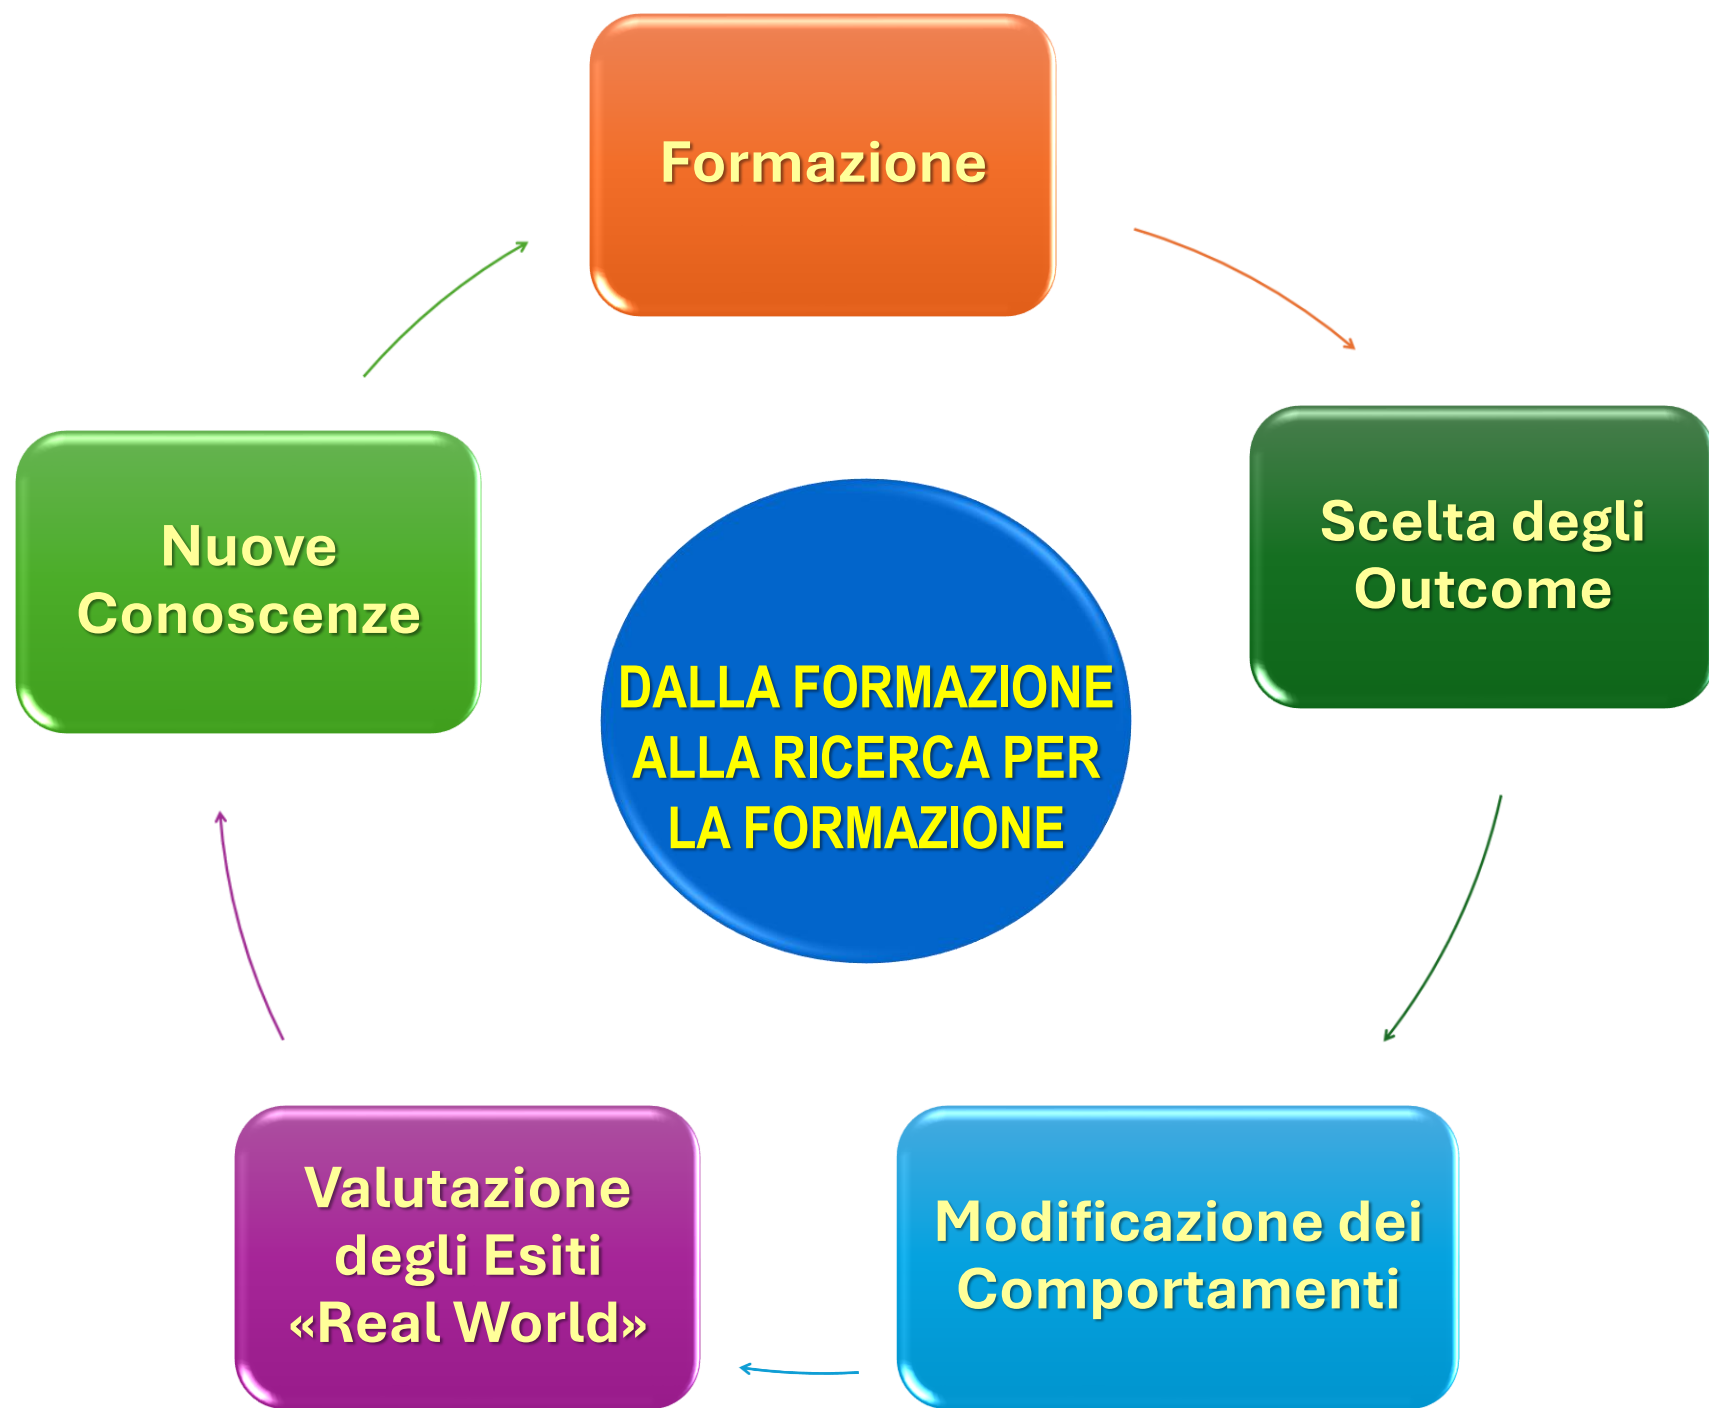 Formazione
Scelta degli
Outcome
Modificazione dei
Comportamenti
Valutazione
degli Esiti
«Real World»
Nuove
Conoscenze
DALLA FORMAZIONE
ALLA RICERCA PER
LA FORMAZIONE